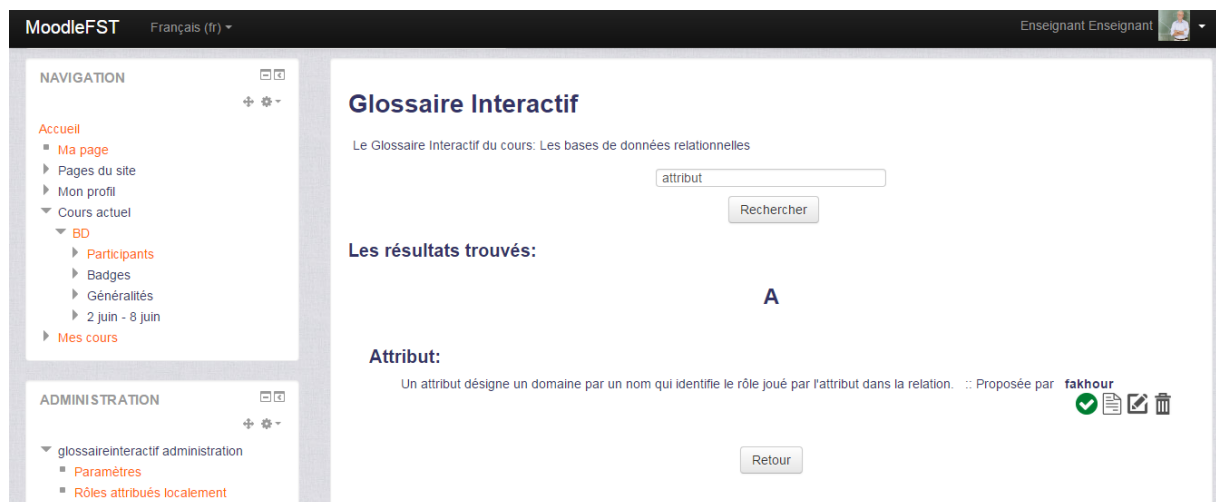 MoodleFST Français (fr) Enseignant Enseignant
NAVIGATION
Accueil
Ma page
Pages du site
Mon profil
Cours actuel
BD
Participants
Badges
Généralités
2 juin - 8 juin
Mes cours
ADMINISTRATION
glossaireinteractif administration
Paramètres
Rôles attribués localement
Glossaire Interactif
Le Glossaire Interactif du cours: Les bases de données relationnelles
attribut
Rechercher
Les résultats trouvés:
A
Attribut:
Un attribut désigne un domaine par un nom qui identifie le rôle joué par l'attribut dans la relation. :: Proposée par fakhour
Retour